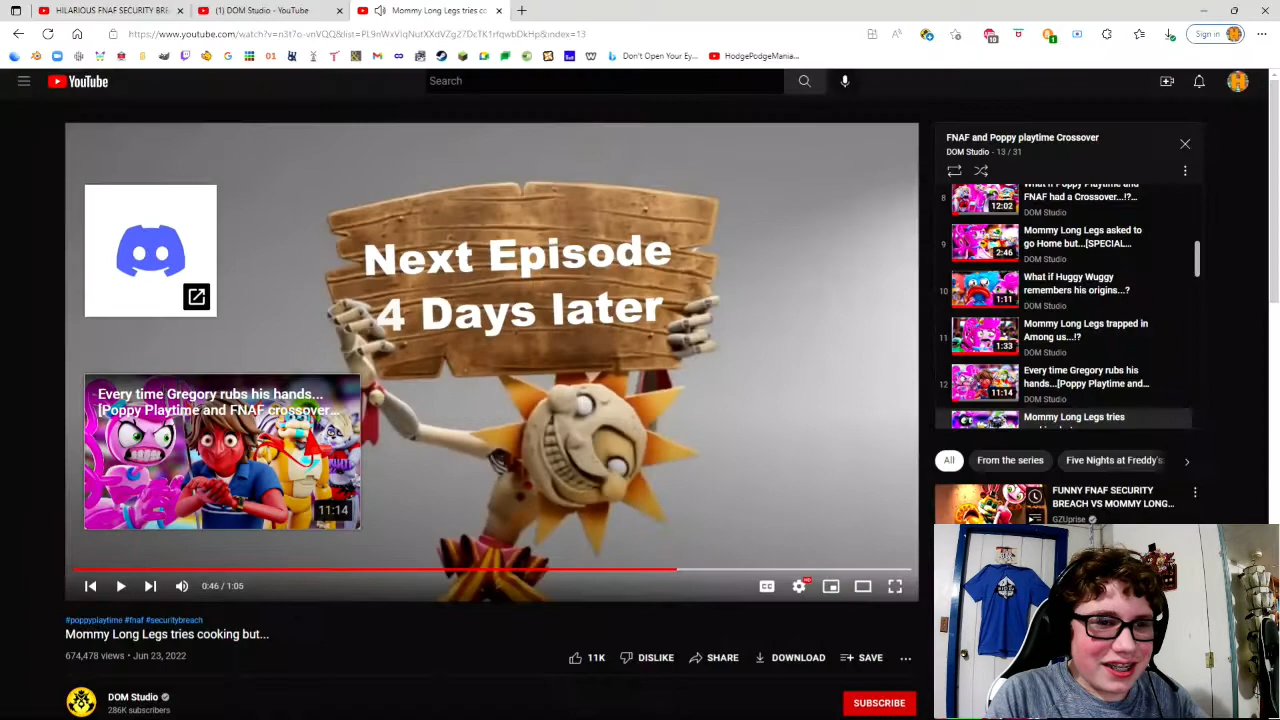 HILARIOUS FNAF SECURITY BRE
(1) DOM Studio - YouTube
Mommy Long Legs tries co
https://www.youtube.com/watch?v=n3t7o-vnVQQ&list=PL9nWxVlqNutXXdVZg27DcTK1rfqwbDkHp&index=13
Sign in
Don't Open Your Ey...
HodgePodgeMania...
YouTube
Search
Next Episode
4 Days later
Every time Gregory rubs his hands...
[Poppy Playtime and FNAF crossover...
11:14
0:46 / 1:05
CC
HD
#poppyplaytime #fnaf #securitybreach
Mommy Long Legs tries cooking but...
674,478 views • Jun 23, 2022
11K
DISLIKE
SHARE
DOWNLOAD
SAVE
DOM Studio
286K subscribers
SUBSCRIBE
FNAF and Poppy playtime Crossover
DOM Studio - 13 / 31
8
12:02
What if Poppy Playtime and
FNAF had a Crossover...!?...
DOM Studio
9
2:46
Mommy Long Legs asked to
go Home but...[SPECIAL...
DOM Studio
10
1:11
What if Huggy Wuggy
remembers his origins...?
DOM Studio
11
1:33
Mommy Long Legs trapped in
Among us...!?
DOM Studio
12
11:14
Every time Gregory rubs his
hands...[Poppy Playtime and...
DOM Studio
Mommy Long Legs tries
All
From the series
Five Nights at Freddy's:
FUNNY FNAF SECURITY
BREACH VS MOMMY LONG...
GZUprise